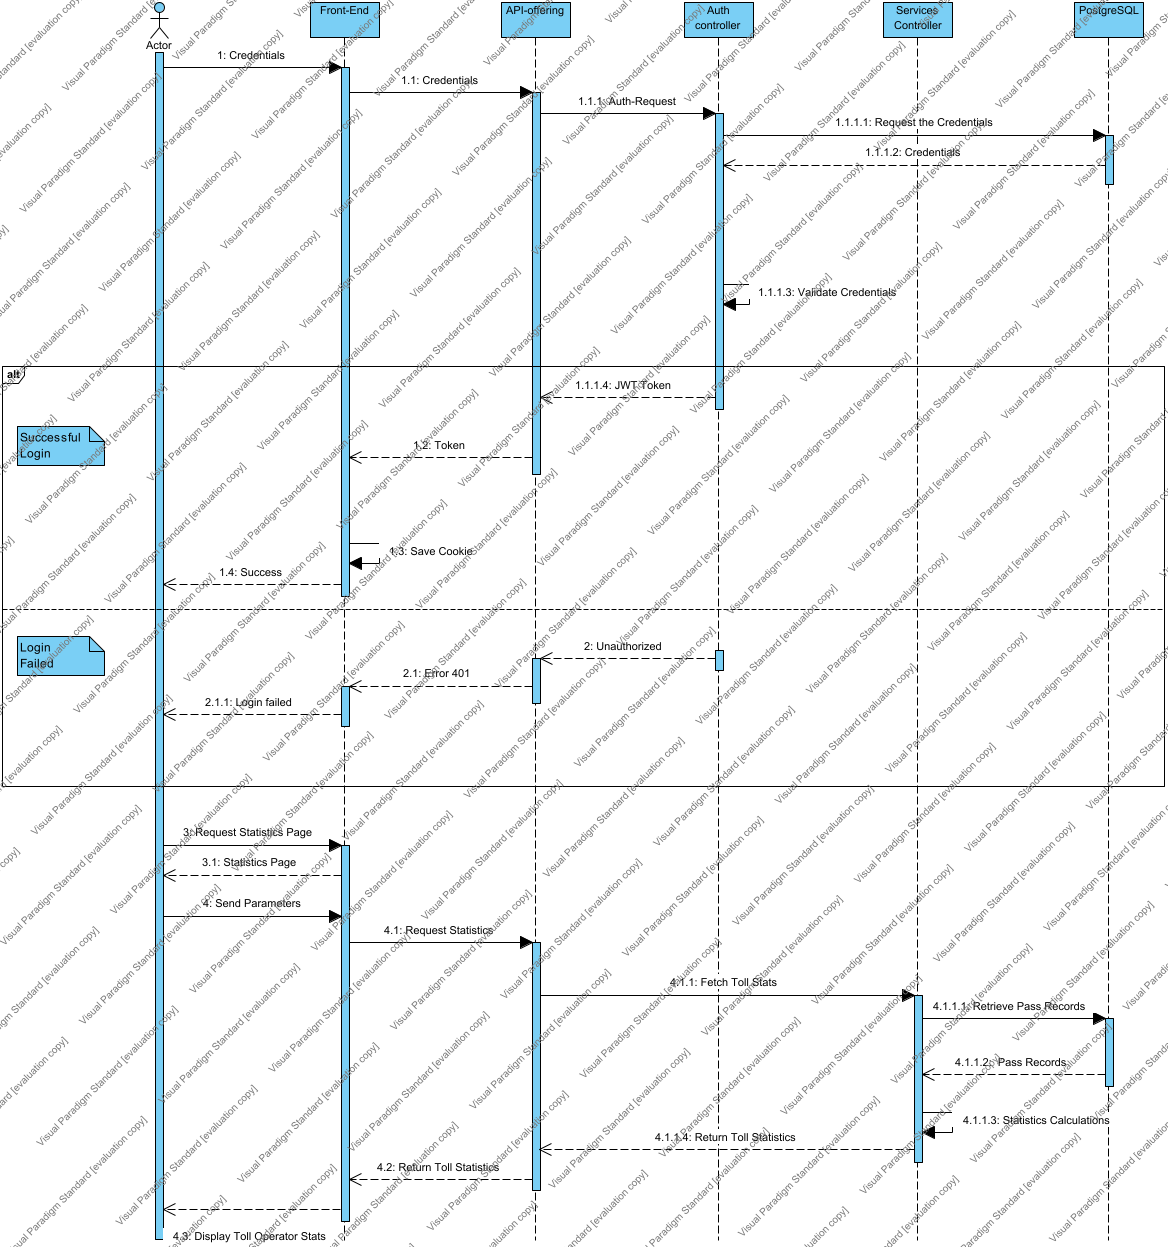 Front-End
API-offering
Auth
controller
Services
Controller
PostgreSQL
Actor
1: Credentials
1.1: Credentials
1.1.1: Auth-Request
1.1.1.1: Request the Credentials
1.1.1.2: Credentials
1.1.1.3: Validate Credentials
alt
1.1.1.4: JWT Token
Successful
Login
1.2: Token
1.3: Save Cookie
1.4: Success
Login
Failed
2: Unauthorized
2.1: Error 401
2.1.1: Login failed
3: Request Statistics Page
3.1: Statistics Page
4: Send Parameters
4.1: Request Statistics
4.1.1: Fetch Toll Stats
4.1.1.1: Retrieve Pass Records
4.1.1.2: Pass Records
4.1.1.3: Statistics Calculations
4.1.1.4: Return Toll Statistics
4.2: Return Toll Statistics
4.3: Display Toll Operator Stats
Visual Paradigm Standard [evaluation copy]